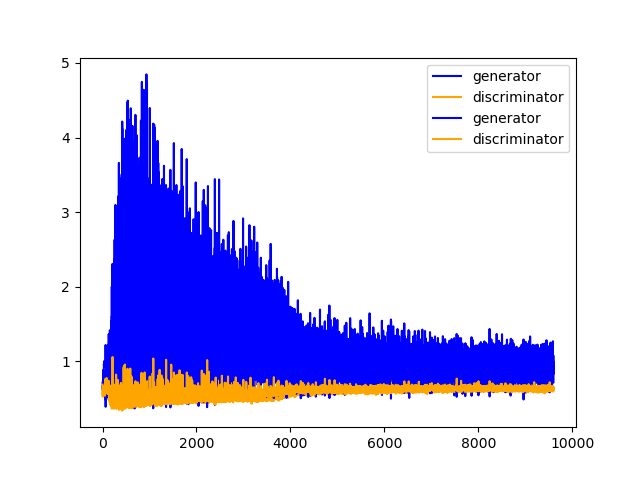 5
4
3
2
1
0
2000
4000
6000
8000
10000
generator
discriminator
generator
discriminator